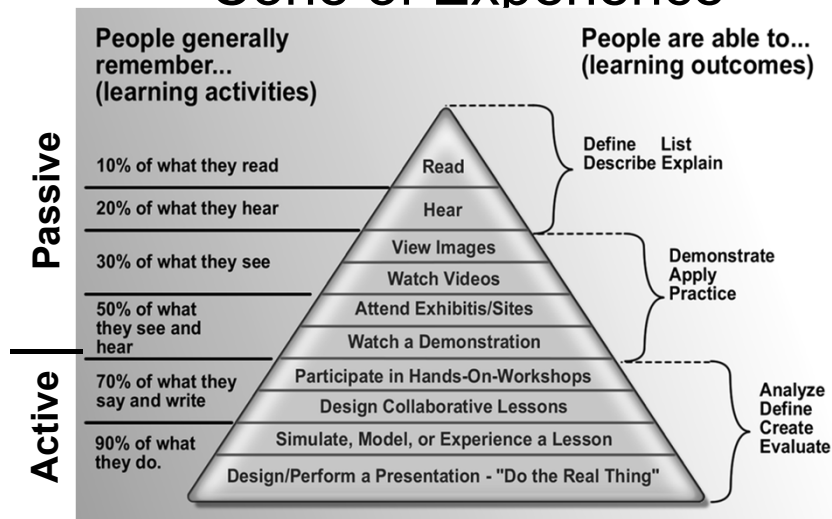 Cone of Experience
People generally
remember...
(learning activities)
People are able to...
(learning outcomes)
Passive
Active
10% of what they read
20% of what they hear
30% of what they see
50% of what
they see and
hear
70% of what they
say and write
90% of what
they do.
Read
Hear
View Images
Watch Videos
Attend Exhibitis/Sites
Watch a Demonstration
Participate in Hands-On-Workshops
Design Collaborative Lessons
Simulate, Model, or Experience a Lesson
Design/Perform a Presentation - "Do the Real Thing"
Define List
Describe Explain
Demonstrate
Apply
Practice
Analyze
Define
Create
Evaluate